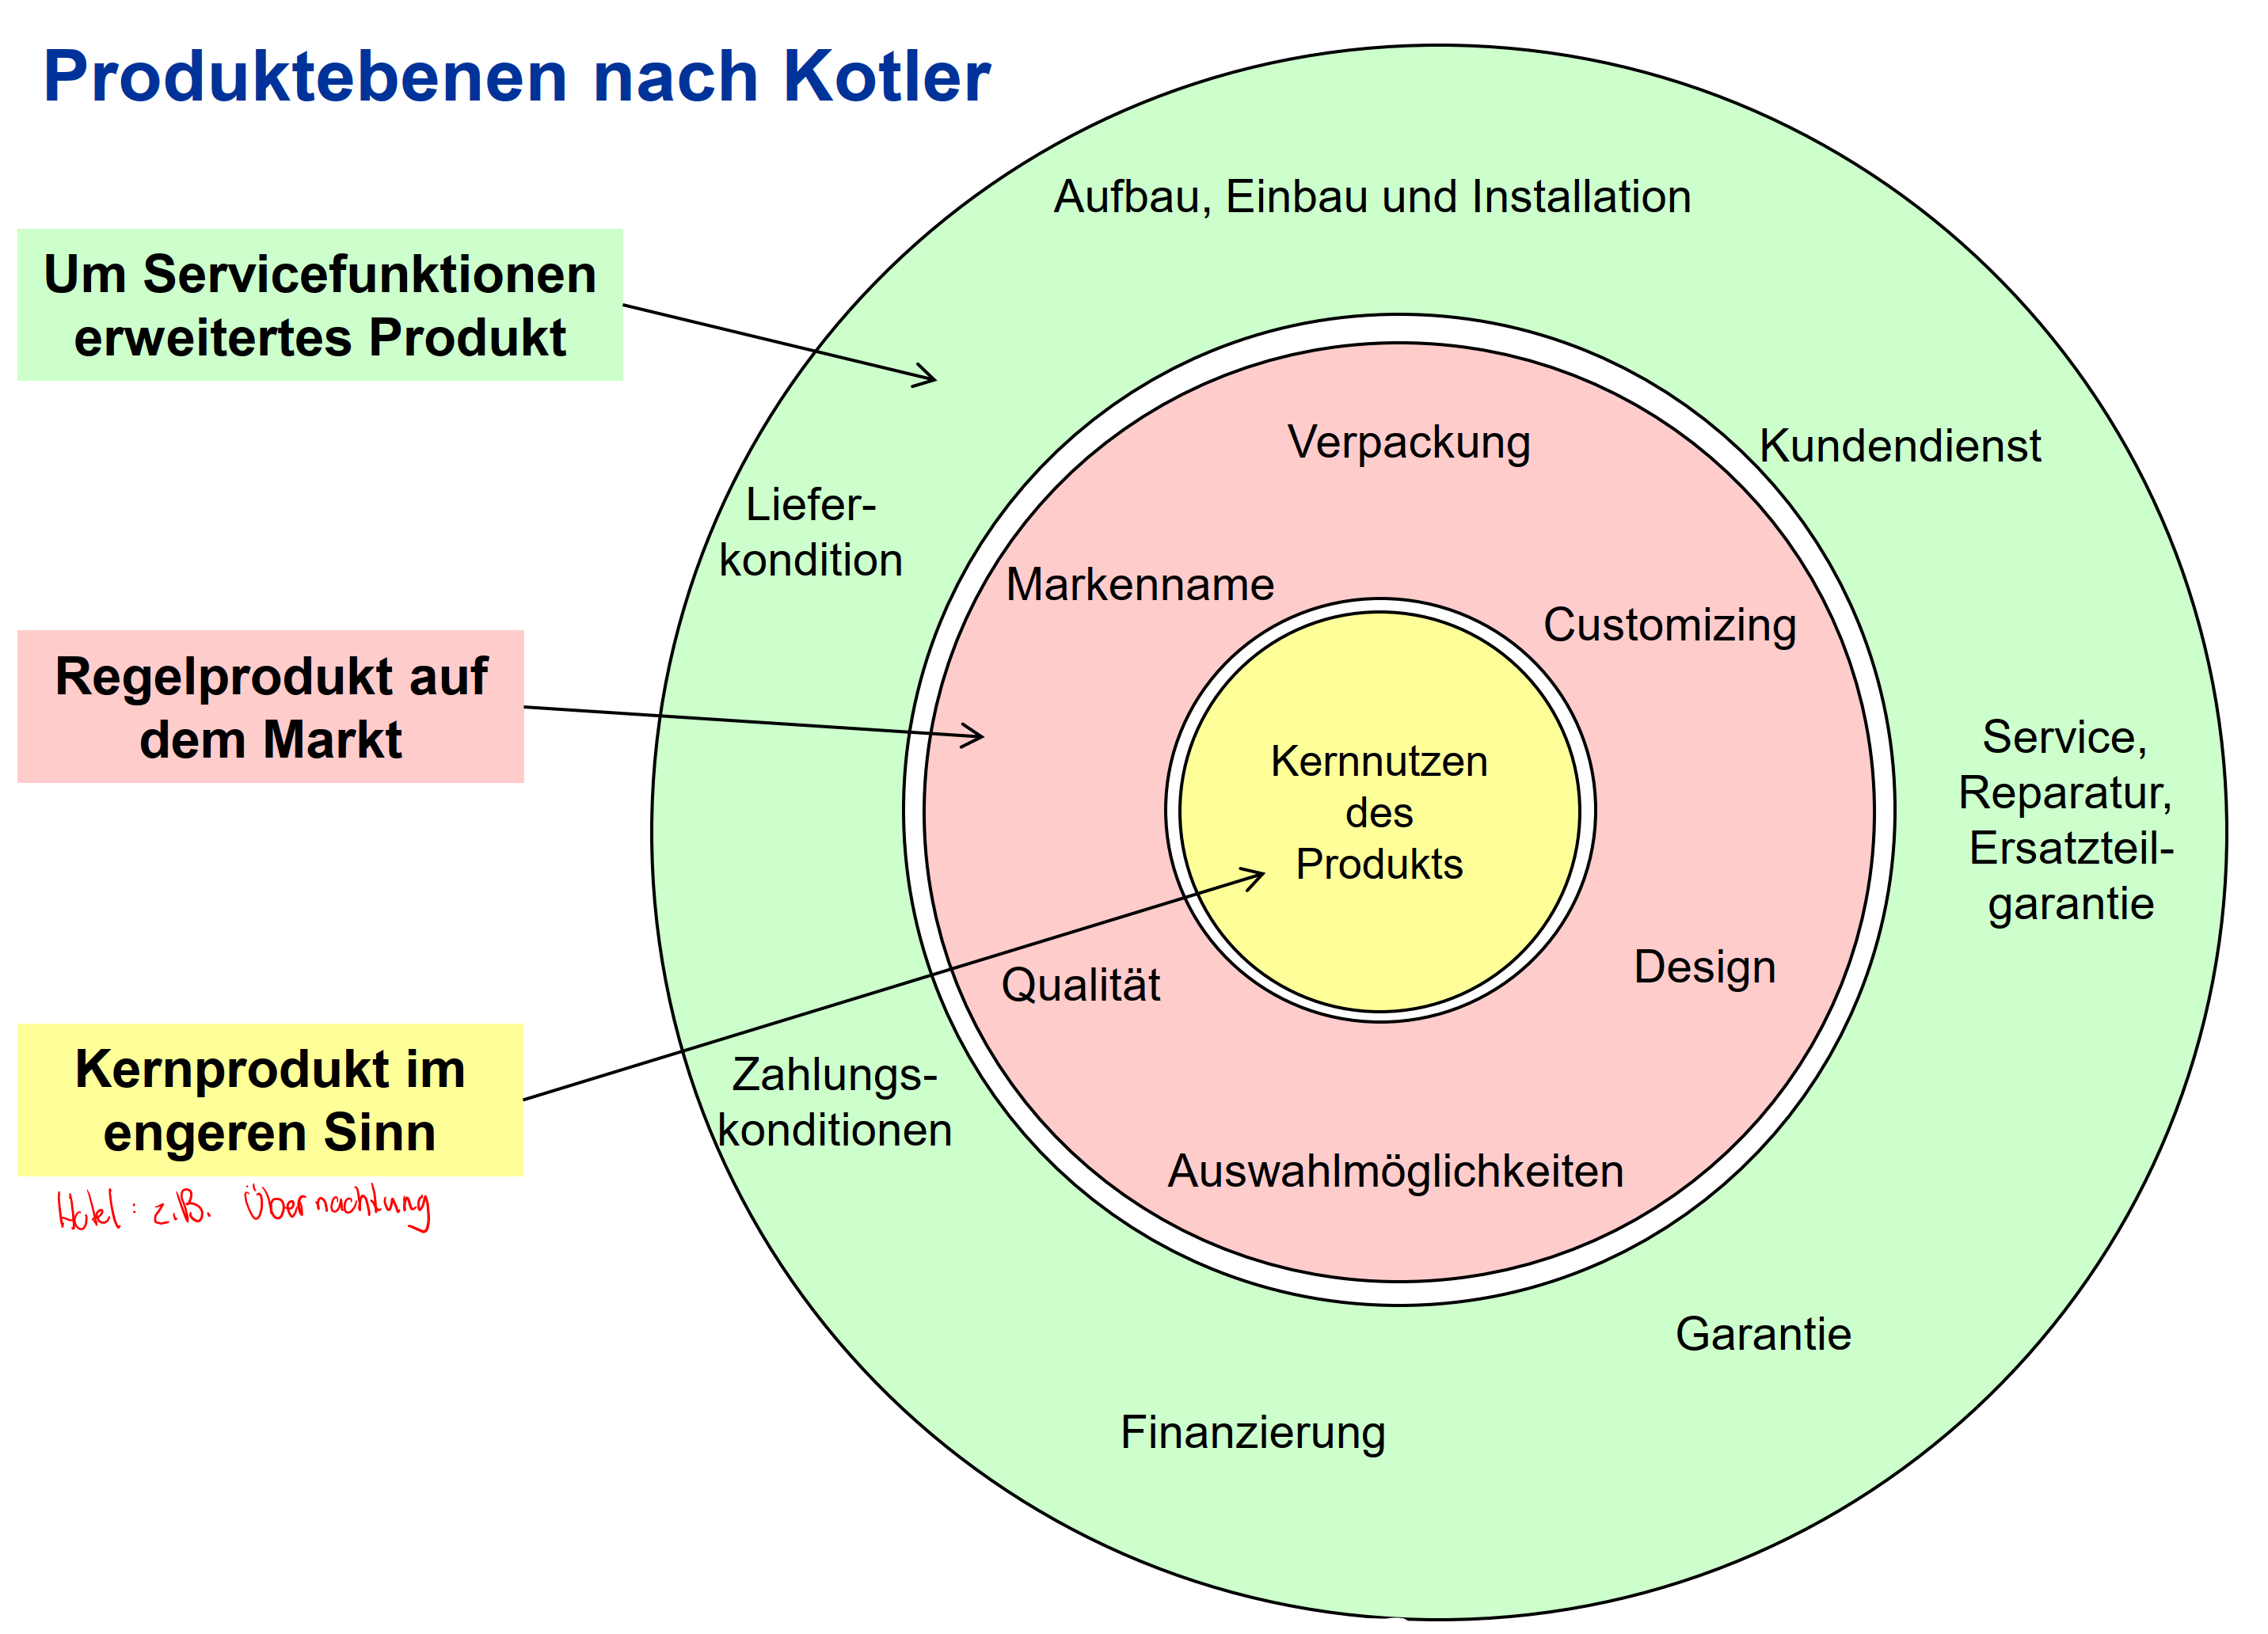 Produktebenen nach Kotler
Aufbau, Einbau und Installation
Um Servicefunktionen
erweitertes Produkt
Verpackung
Kundendienst
Liefer-
kondition
Markenname
Customizing
Regelprodukt auf
dem Markt
Kernnutzen
des
Produkts
Service,
Reparatur,
Ersatzteil-
garantie
Qualität
Design
Kernprodukt im
engeren Sinn
Zahlungs-
konditionen
Auswahlmöglichkeiten
Hotel: z.B. Übernachtung
Garantie
Finanzierung